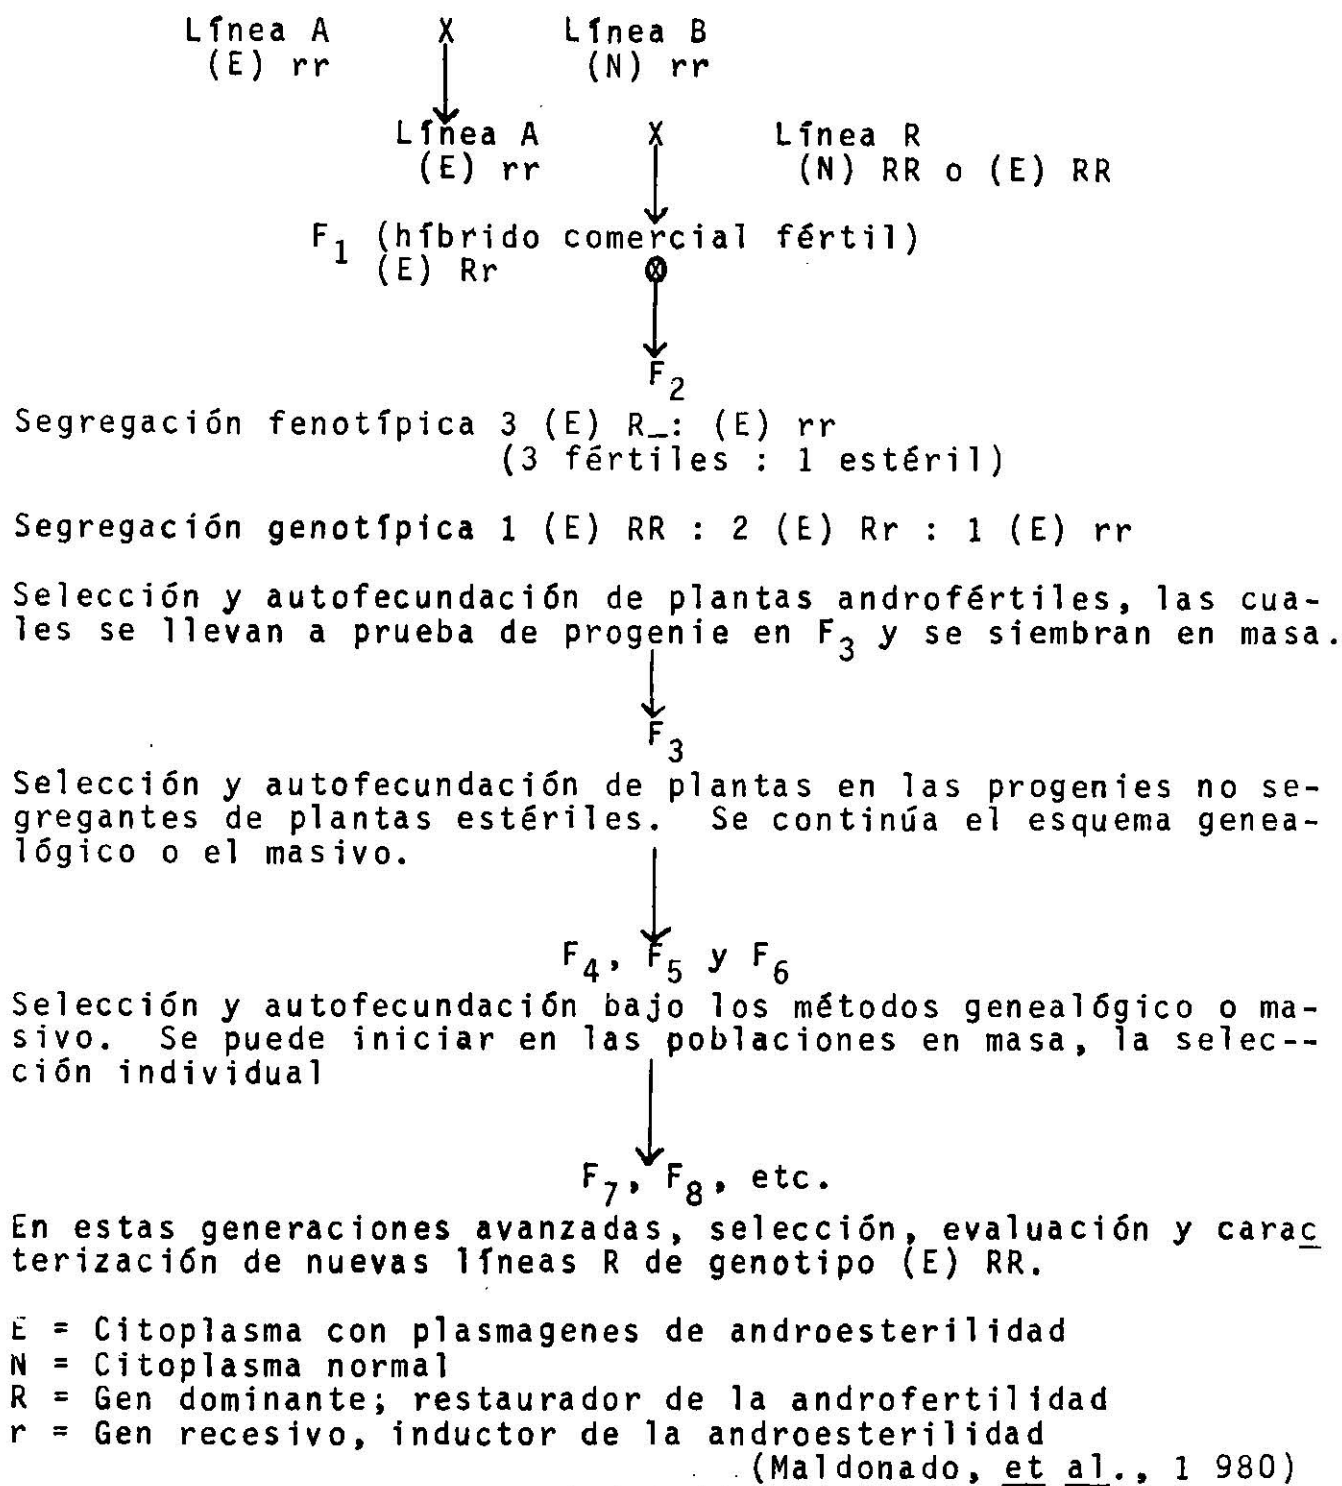 Línea A X Línea B
(E) rr (N) rr
Línea A X Línea R
(E) rr (N) RR o (E) RR
F1 (híbrido comercial fértil)
(E) Rr
F2
Segregación fenotípica 3 (E) R_: (E) rr
(3 fértiles : 1 estéril)
Segregación genotípica 1 (E) RR : 2 (E) Rr : 1 (E) rr
Selección y autofecundación de plantas androfértiles, las cua-
les se llevan a prueba de progenie en F3 y se siembran en masa.
F3
Selección y autofecundación de plantas en las progenies no se-
gregantes de plantas estériles. Se continúa el esquema genea-
lógico o el masivo.
F4, F5 y F6
Selección y autofecundación bajo los métodos genealógico o ma-
sivo. Se puede iniciar en las poblaciones en masa, la selec--
ción individual
F7, F8, etc.
En estas generaciones avanzadas, selección, evaluación y carac
terización de nuevas líneas R de genotipo (E) RR.
E = Citoplasma con plasmagenes de androesterilidad
N = Citoplasma normal
R = Gen dominante; restaurador de la androfertilidad
r = Gen recesivo, inductor de la androesterilidad
(Maldonado, et al., 1 980)